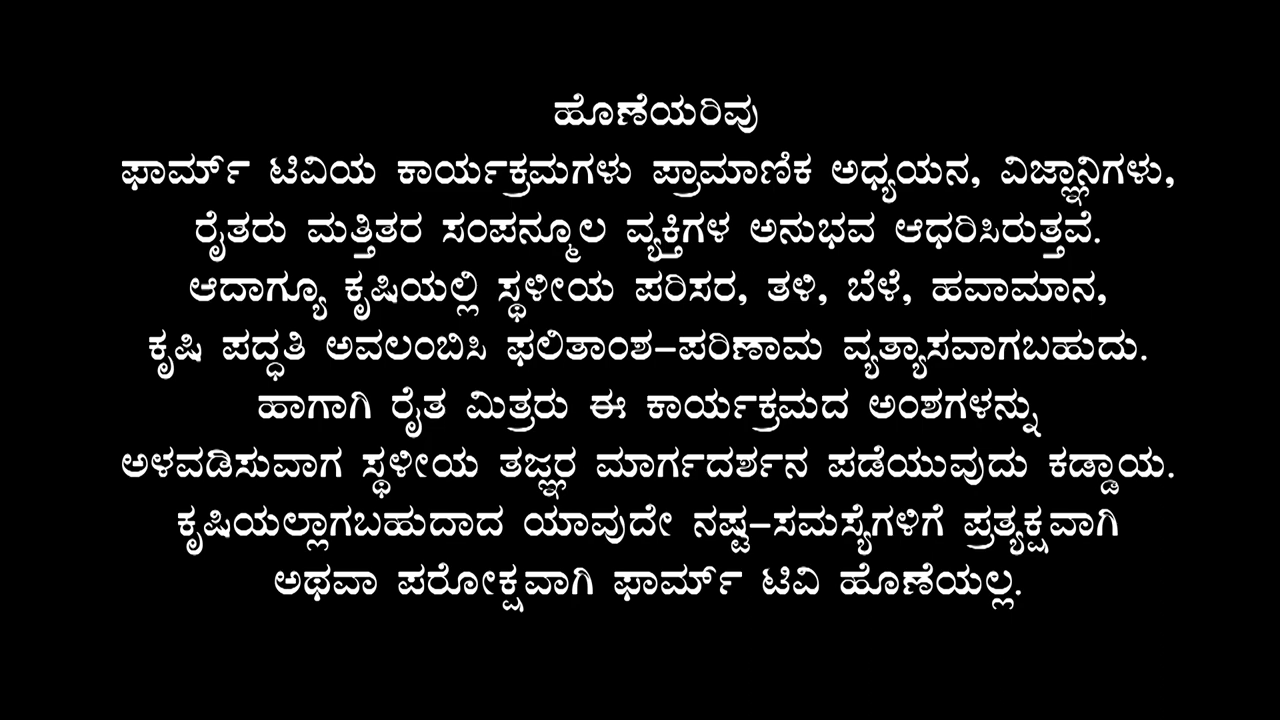 ಹೊಣೆಯರಿವು
ಫಾರ್ಮ್ ಟಿವಿಯ ಕಾರ್ಯಕ್ರಮಗಳು ಪ್ರಾಮಾಣಿಕ ಅಧ್ಯಯನ, ವಿಜ್ಞಾನಿಗಳು,
ರೈತರು ಮತ್ತಿತರ ಸಂಪನ್ಮೂಲ ವ್ಯಕ್ತಿಗಳ ಅನುಭವ ಆಧರಿಸಿರುತ್ತವೆ.
ಆದಾಗ್ಯೂ ಕೃಷಿಯಲ್ಲಿ ಸ್ಥಳೀಯ ಪರಿಸರ, ತಳಿ, ಬೆಳೆ, ಹವಾಮಾನ,
ಕೃಷಿ ಪದ್ಧತಿ ಅವಲಂಬಿಸಿ ಫಲಿತಾಂಶ-ಪರಿಣಾಮ ವ್ಯತ್ಯಾಸವಾಗಬಹುದು.
ಹಾಗಾಗಿ ರೈತ ಮಿತ್ರರು ಈ ಕಾರ್ಯಕ್ರಮದ ಅಂಶಗಳನ್ನು
ಅಳವಡಿಸುವಾಗ ಸ್ಥಳೀಯ ತಜ್ಞರ ಮಾರ್ಗದರ್ಶನ ಪಡೆಯುವುದು ಕಡ್ಡಾಯ.
ಕೃಷಿಯಲ್ಲಾಗಬಹುದಾದ ಯಾವುದೇ ನಷ್ಟ-ಸಮಸ್ಯೆಗಳಿಗೆ ಪ್ರತ್ಯಕ್ಷವಾಗಿ
ಅಥವಾ ಪರೋಕ್ಷವಾಗಿ ಫಾರ್ಮ್ ಟಿವಿ ಹೊಣೆಯಲ್ಲ.